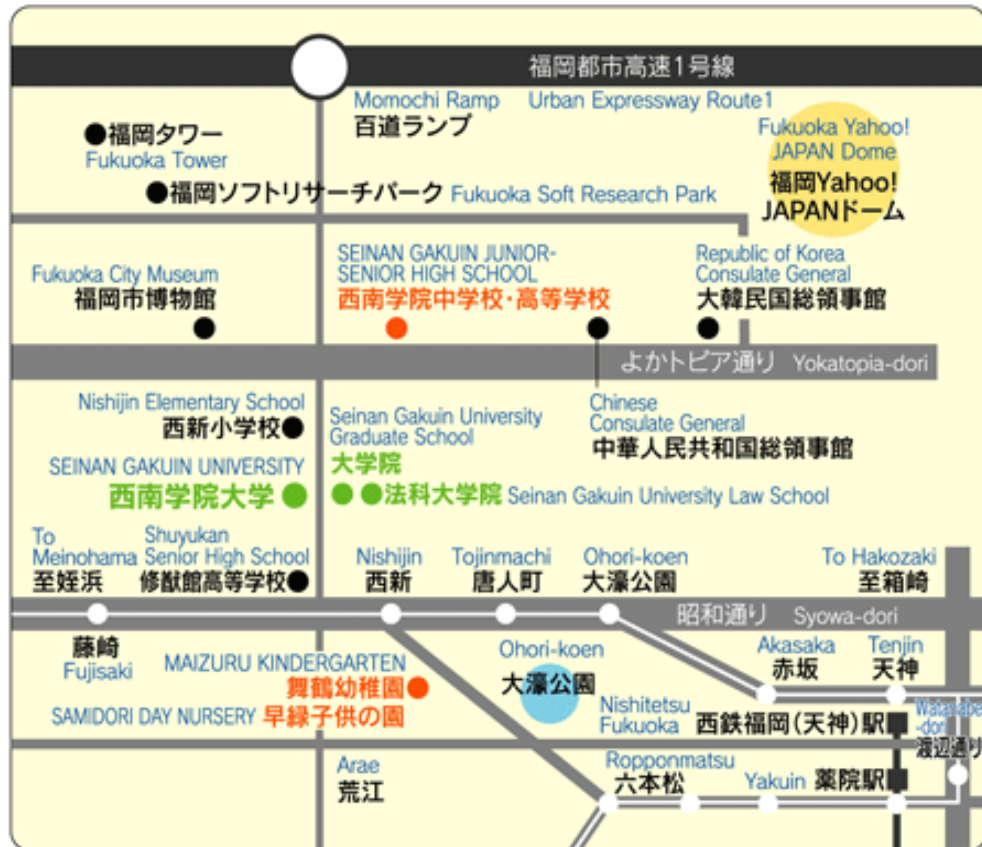 福岡都市高速1号線
Momochi Ramp
Urban Expressway Route1
百道ランプ
●福岡タワー
Fukuoka Tower
Fukuoka Yahoo!
JAPAN Dome
福岡Yahoo!
JAPANドーム
●福岡ソフトリサーチパーク Fukuoka Soft Research Park
Fukuoka City Museum
福岡市博物館
SEINAN GAKUIN JUNIOR-
SENIOR HIGH SCHOOL
西南学院中学校・高等学校
Republic of Korea
Consulate General
大韓民国総領事館
よかトピア通り Yokatopia-dori
Nishijin Elementary School
西新小学校●
Seinan Gakuin University
Graduate School
大学院
Chinese
Consulate General
中華人民共和国総領事館
SEINAN GAKUIN UNIVERSITY
西南学院大学 ●
● ●法科大学院 Seinan Gakuin University Law School
To
Meinohama
至姪浜
Shuyukan
Senior High School
修猷館高等学校●
Nishijin
西新
Tojinmachi
唐人町
Ohori-koen
大濠公園
To Hakozaki
至箱崎
昭和通り Syowa-dori
藤崎
Fujisaki
MAIZURU KINDERGARTEN
舞鶴幼稚園●
SAMIDORI DAY NURSERY 早緑子供の園
Ohori-koen
大濠公園
Akasaka
赤坂
Tenjin
天神
Nishitetsu
Fukuoka
西鉄福岡(天神)駅
Watanabe
-dori
渡辺通り
Arae
荒江
Ropponmatsu
六本松
Yakuin 薬院駅